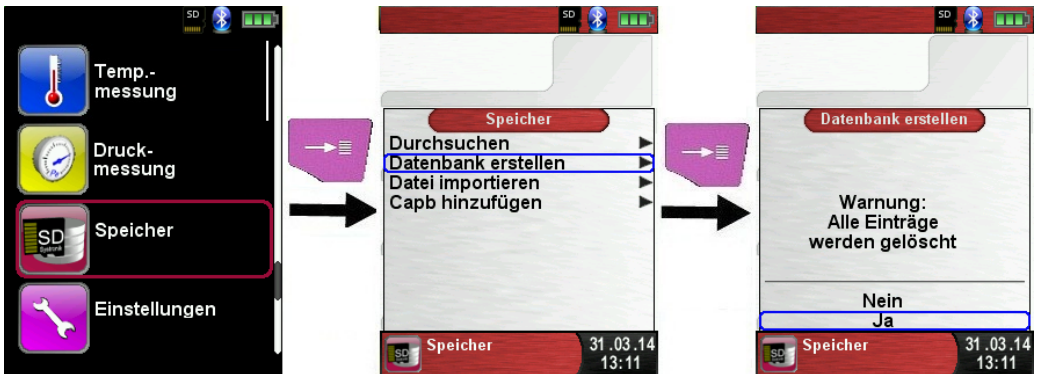 SD
Temp.-
messung
Druck-
messung
SD
Speicher
Einstellungen
SD
Speicher
Durchsuchen
Datenbank erstellen
Datei importieren
Capb hinzufügen
SD
Speicher
31.03.14
13:11
SD
Datenbank erstellen
Warnung:
Alle Einträge
werden gelöscht
Nein
Ja
SD
Speicher
31.03.14
13:11